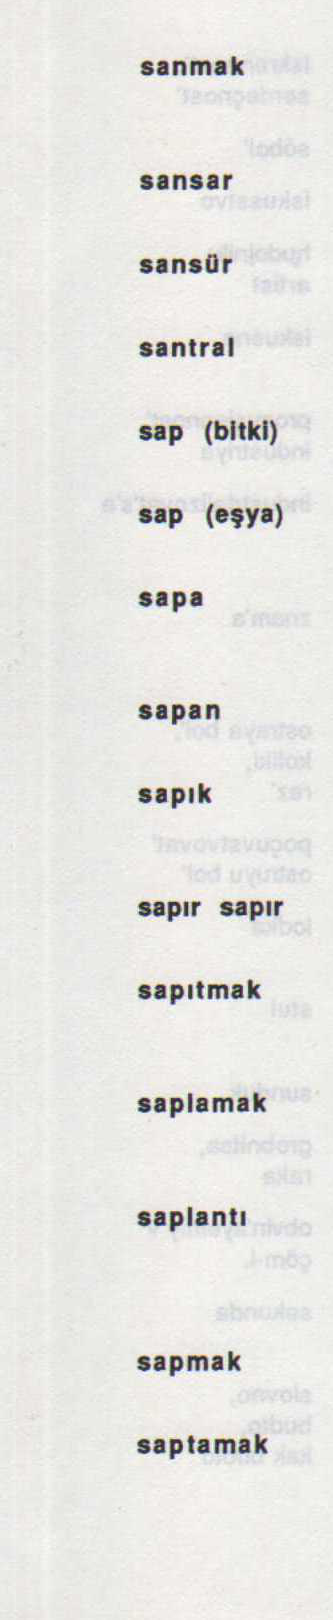 sanmak
sansar
sansür
santral
sap (bitki)
sap (eşya)
sapa
sapan
sapık
sapır sapır
sapıtmak
saplamak
saplantı
sapmak
saptamak